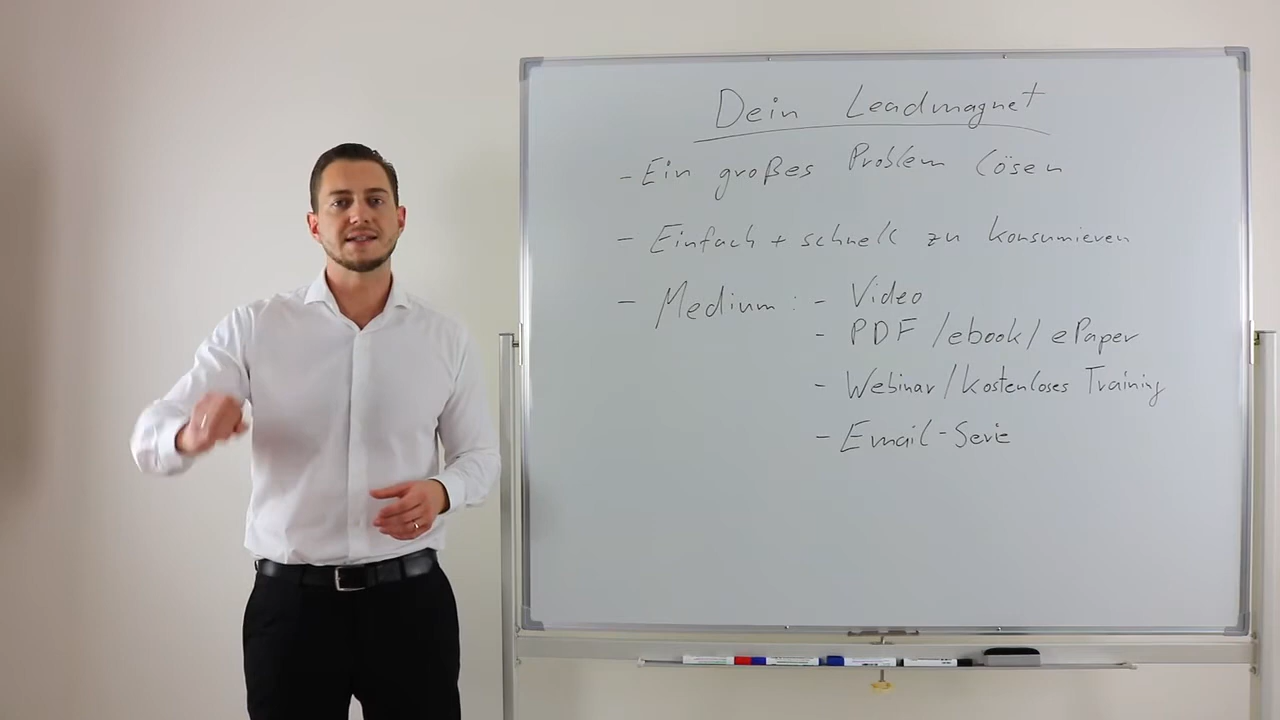 Dein Leadmagnet
- Ein großes Problem lösen
- Einfach + schnell zu konsumieren
- Medium: - Video
- PDF/ebook/ePaper
- Webinar/kostenloses Training
- Email-Serie